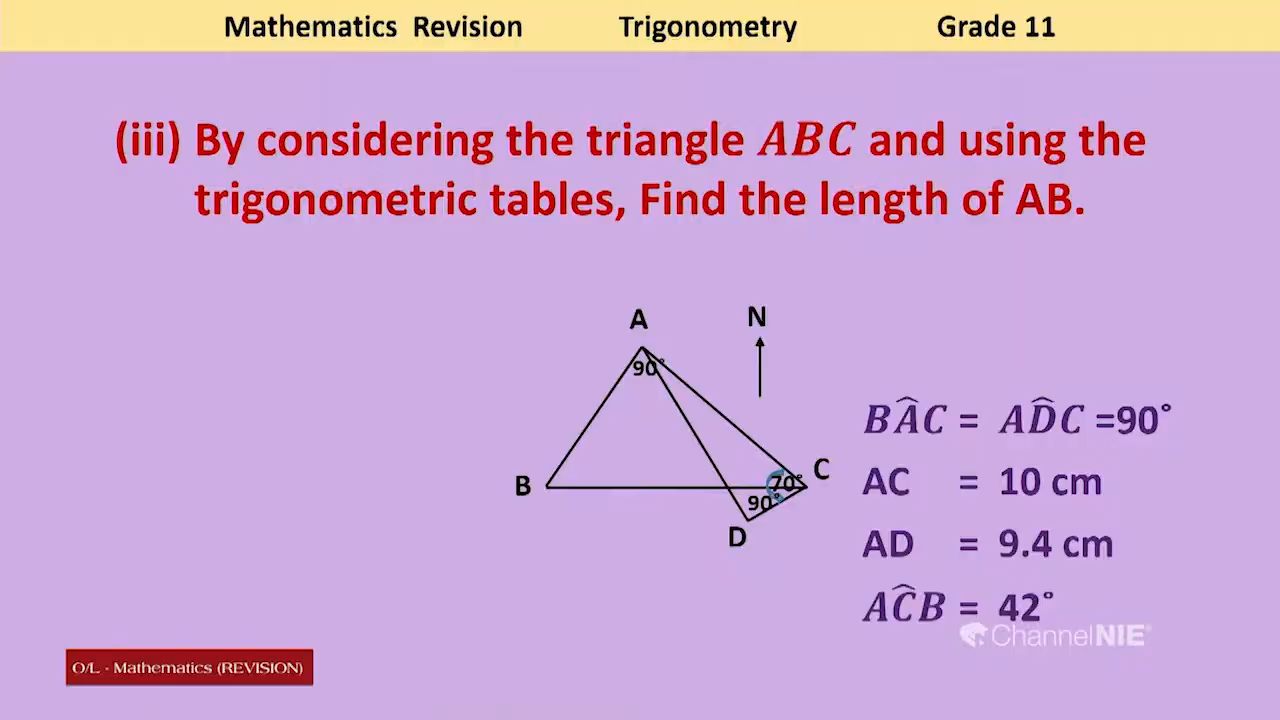 Mathematics Revision Trigonometry Grade 11
(iii) By considering the triangle ABC and using the
trigonometric tables, Find the length of AB.
A
N
90°
B
70°
C
90°
D
BÂC = AD̂C =90°
AC = 10 cm
AD = 9.4 cm
AĈB = 42°
ChannelNIE
O/L - Mathematics (REVISION)